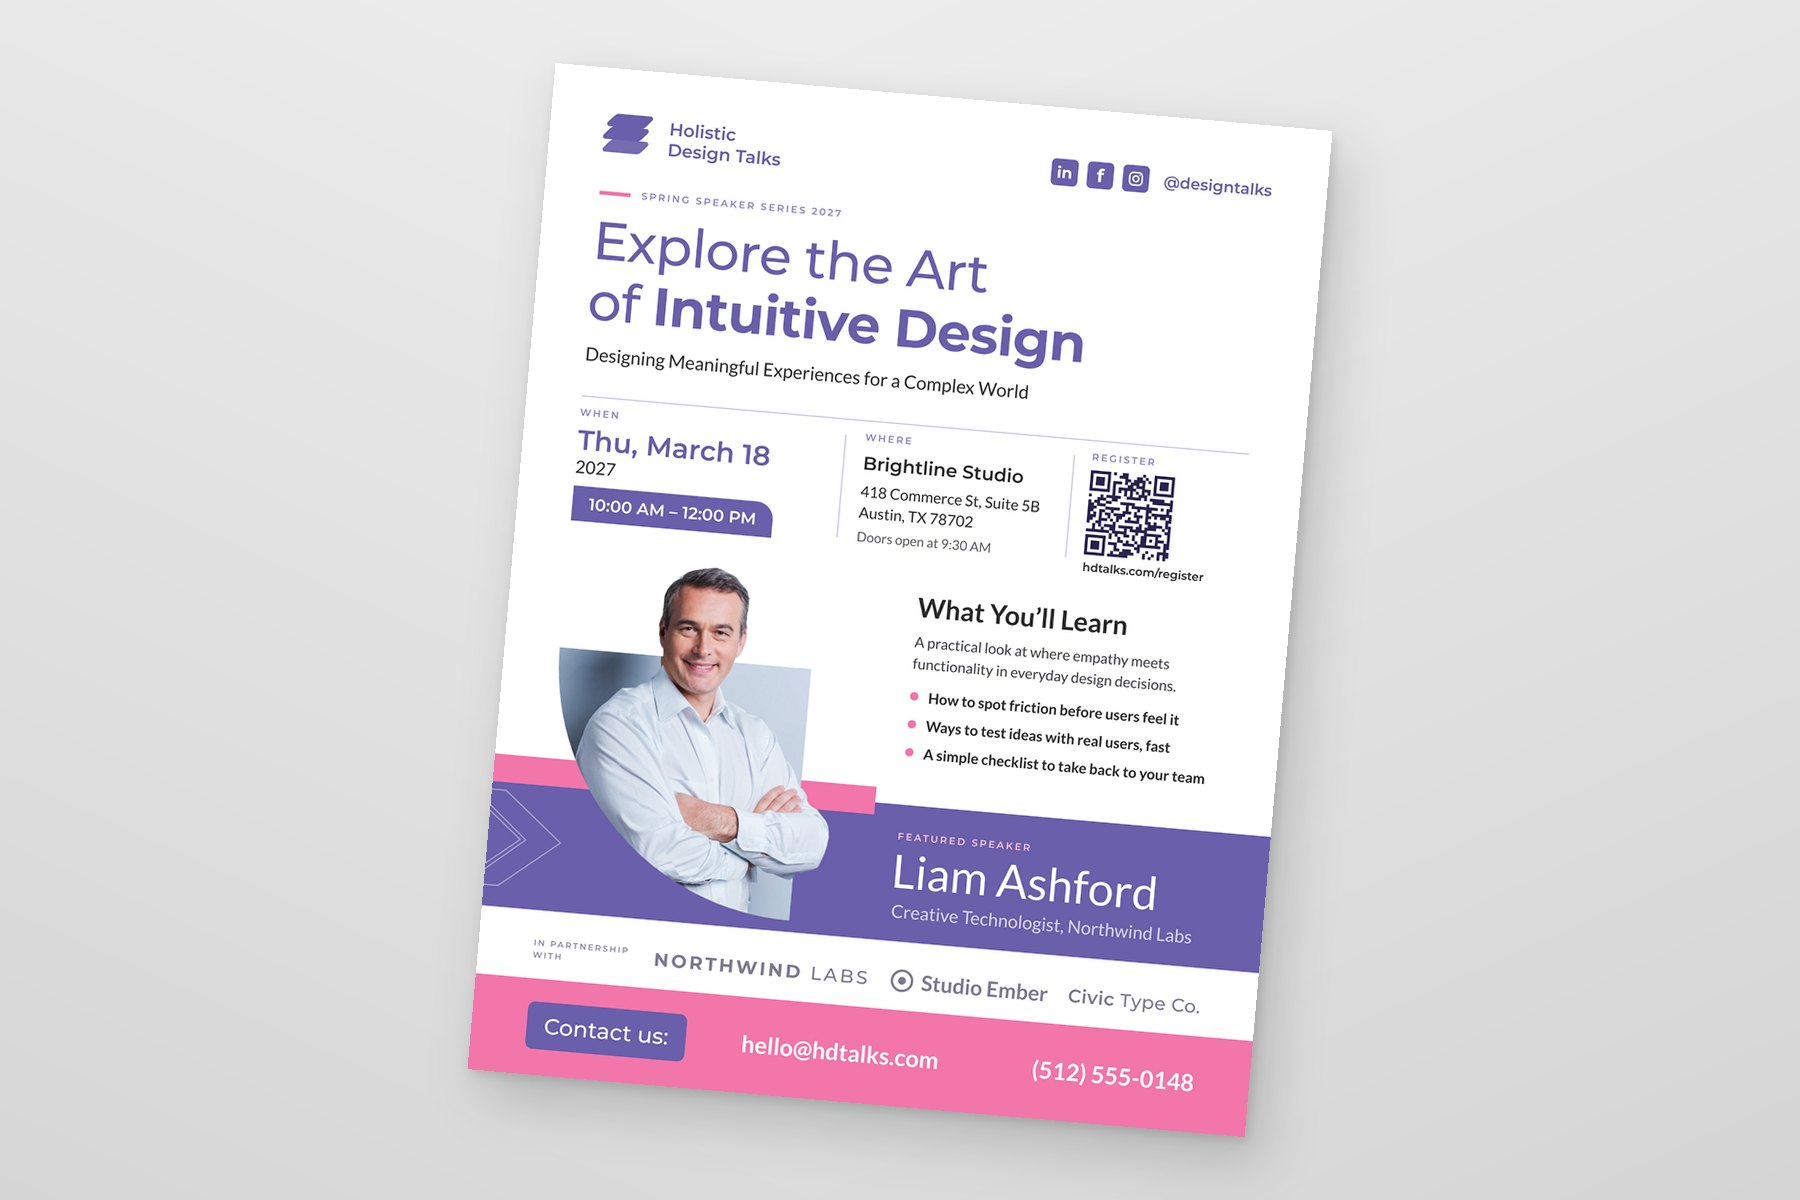 Holistic
Design Talks
in f @designtalks
SPRING SPEAKER SERIES 2027
Explore the Art
of Intuitive Design
Designing Meaningful Experiences for a Complex World
WHEN
Thu, March 18
2027
10:00 AM – 12:00 PM
WHERE
Brightline Studio
418 Commerce St, Suite 5B
Austin, TX 78702
Doors open at 9:30 AM
REGISTER
hdtalks.com/register
What You’ll Learn
A practical look at where empathy meets
functionality in everyday design decisions.
How to spot friction before users feel it
Ways to test ideas with real users, fast
A simple checklist to take back to your team
FEATURED SPEAKER
Liam Ashford
Creative Technologist, Northwind Labs
IN PARTNERSHIP
WITH
NORTHWIND LABS
Studio Ember
Civic Type Co.
Contact us:
hello@hdtalks.com
(512) 555-0148